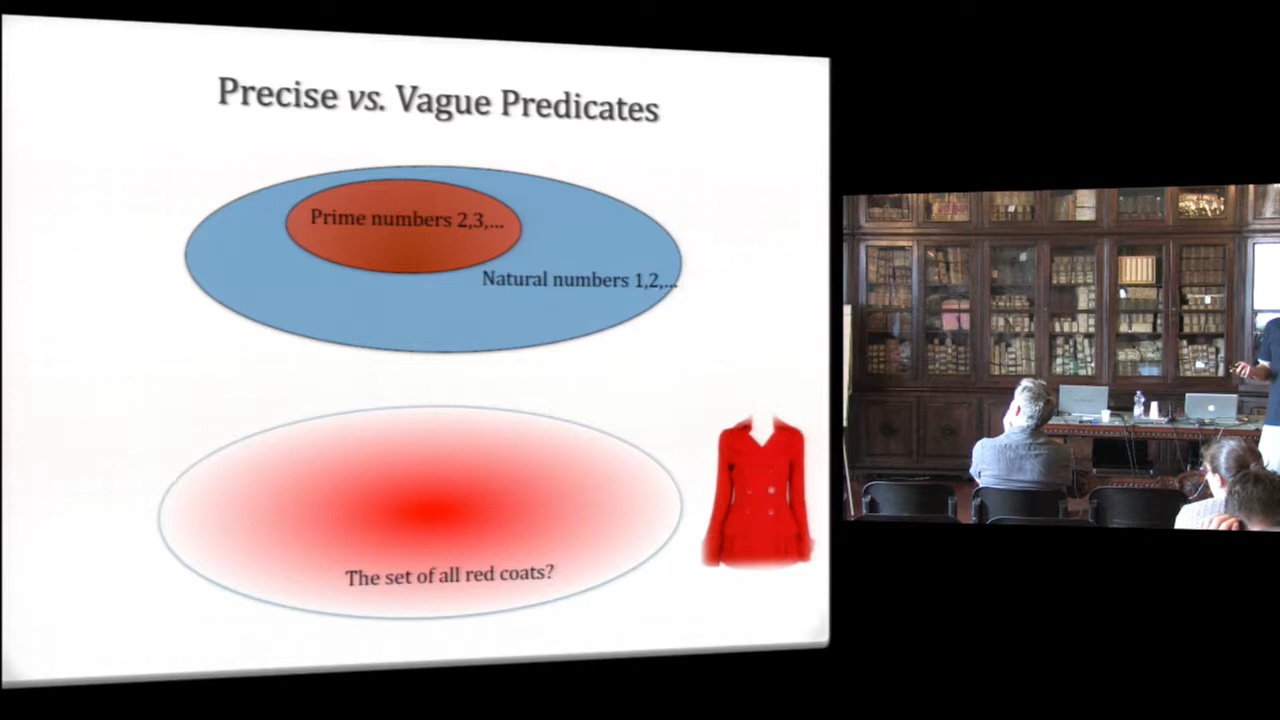 Precise vs. Vague Predicates
Prime numbers 2,3,...
Natural numbers 1,2,...
The set of all red coats?